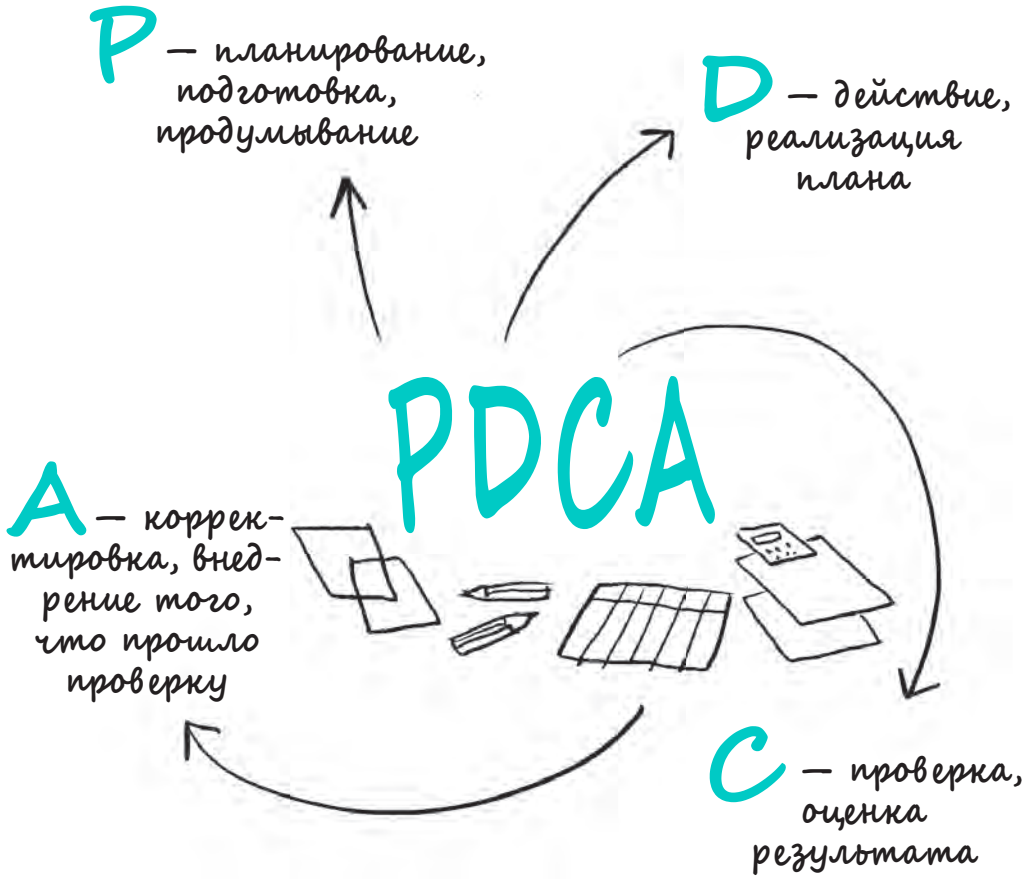 P — планирование,
подготовка,
продумывание
D — действие,
реализация
плана
PDCA
A — коррек-
тировка, внед-
рение того,
что прошло
проверку
C — проверка,
оценка
результата